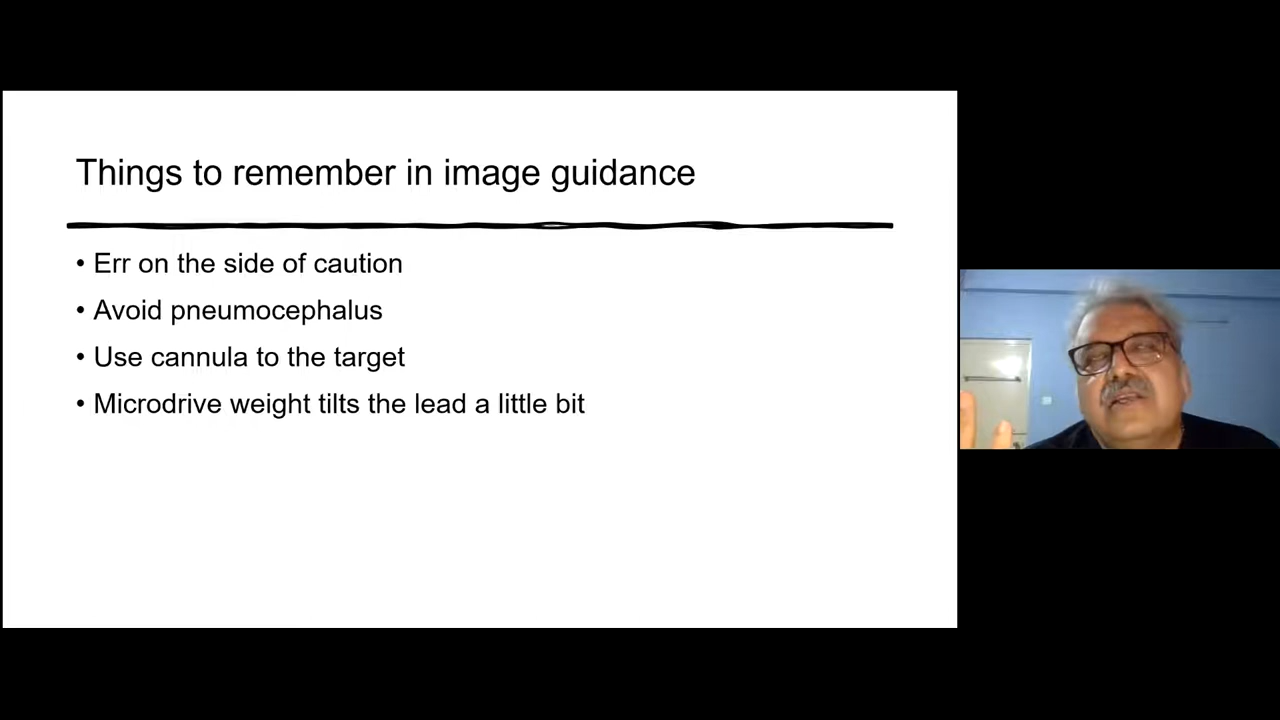 Things to remember in image guidance
• Err on the side of caution
• Avoid pneumocephalus
• Use cannula to the target
• Microdrive weight tilts the lead a little bit